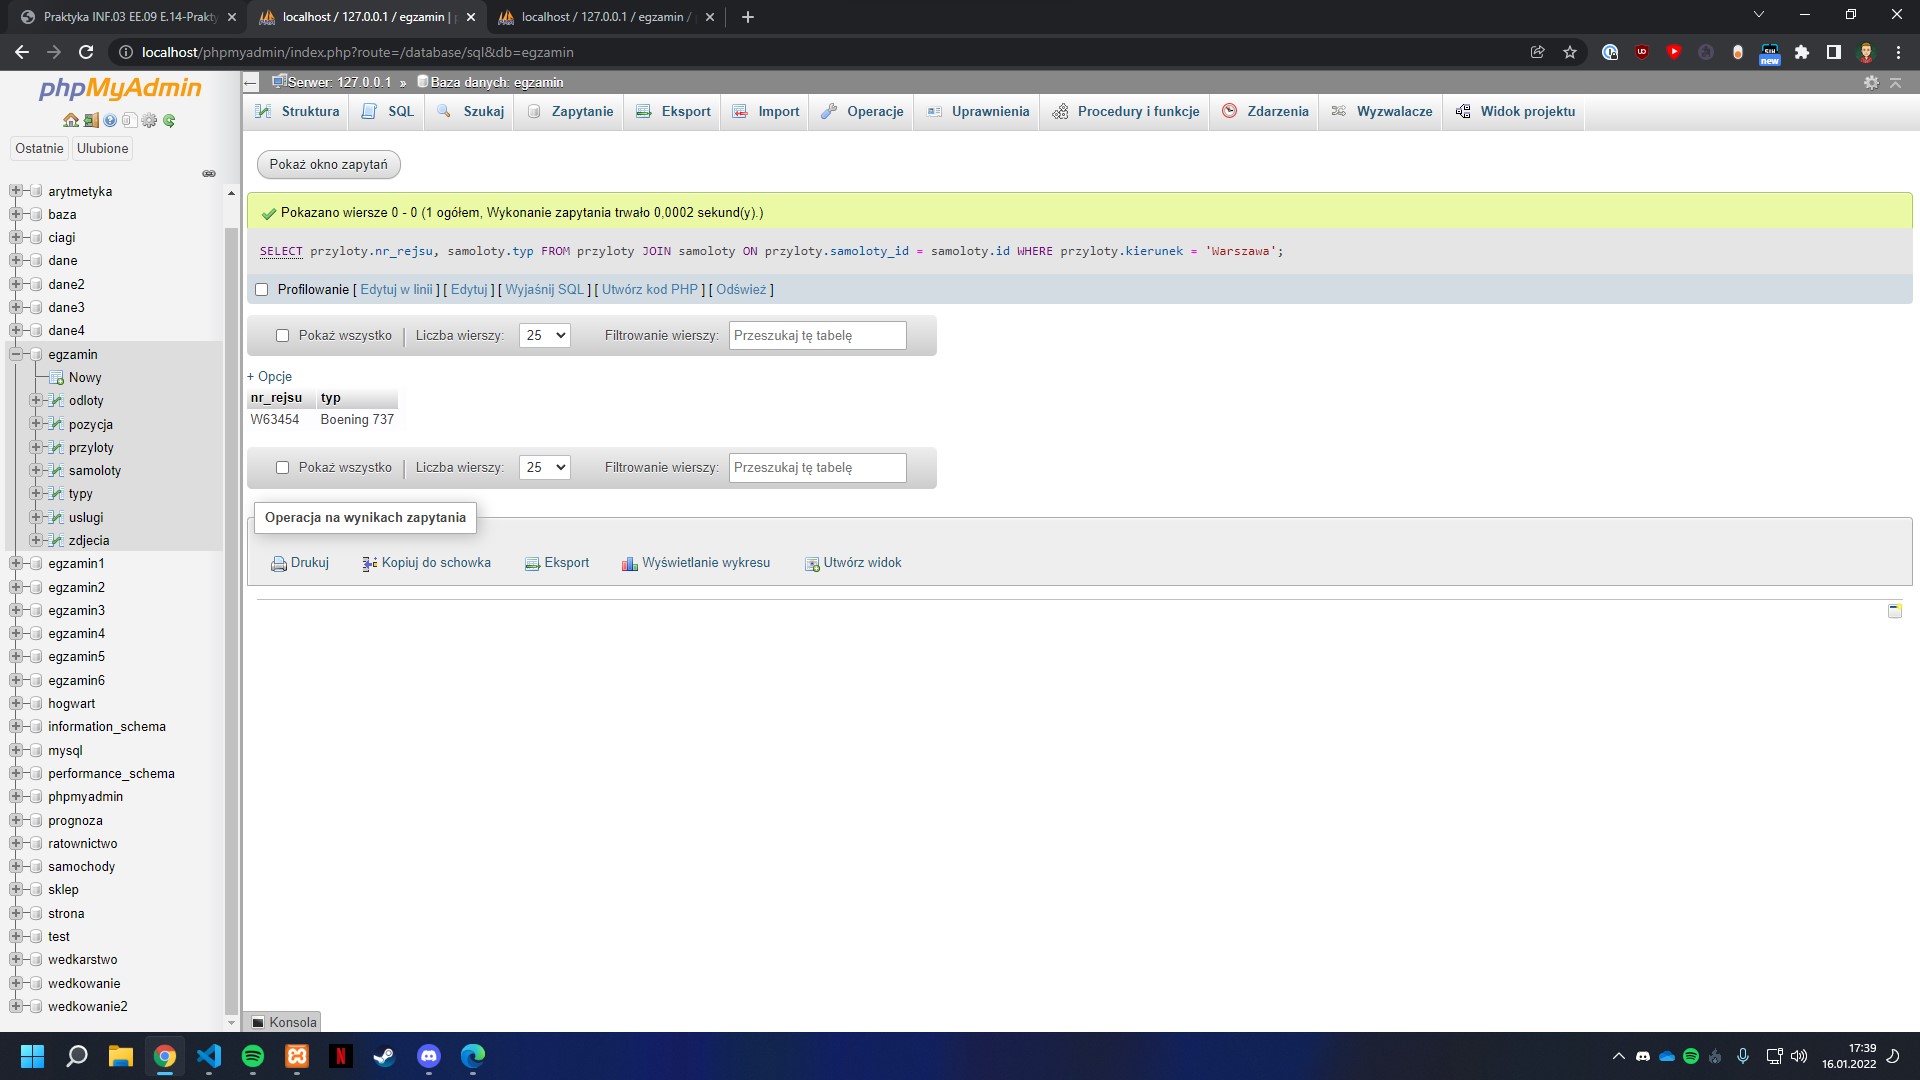 Praktyka INF.03 EE.09 E.14-Prakty
localhost / 127.0.0.1 / egzamin |
localhost / 127.0.0.1 / egzamin /
localhost/phpmyadmin/index.php?route=/database/sql&db=egzamin
new
phpMyAdmin
Serwer: 127.0.0.1 » Baza danych: egzamin
Struktura SQL Szukaj Zapytanie Eksport Import Operacje Uprawnienia Procedury i funkcje Zdarzenia Wyzwalacze Widok projektu
Ostatnie Ulubione
arytmetyka
baza
ciagi
dane
dane2
dane3
dane4
egzamin
Nowy
odloty
pozycja
przyloty
samoloty
typy
uslugi
zdjecia
egzamin1
egzamin2
egzamin3
egzamin4
egzamin5
egzamin6
hogwart
information_schema
mysql
performance_schema
phpmyadmin
prognoza
ratownictwo
samochody
sklep
strona
test
wedkarstwo
wedkowanie
wedkowanie2
Pokaż okno zapytań
Pokazano wiersze 0 - 0 (1 ogółem, Wykonanie zapytania trwało 0,0002 sekund(y).)
SELECT przyloty.nr_rejsu, samoloty.typ FROM przyloty JOIN samoloty ON przyloty.samoloty_id = samoloty.id WHERE przyloty.kierunek = 'Warszawa';
Profilowanie [ Edytuj w linii ] [ Edytuj ] [ Wyjaśnij SQL ] [ Utwórz kod PHP ] [ Odśwież ]
Pokaż wszystko Liczba wierszy: 25 Filtrowanie wierszy: Przeszukaj tę tabelę
+ Opcje
nr_rejsu typ
W63454 Boening 737
Pokaż wszystko Liczba wierszy: 25 Filtrowanie wierszy: Przeszukaj tę tabelę
Operacja na wynikach zapytania
Drukuj Kopiuj do schowka Eksport Wyświetlanie wykresu Utwórz widok
Konsola
17:39
16.01.2022